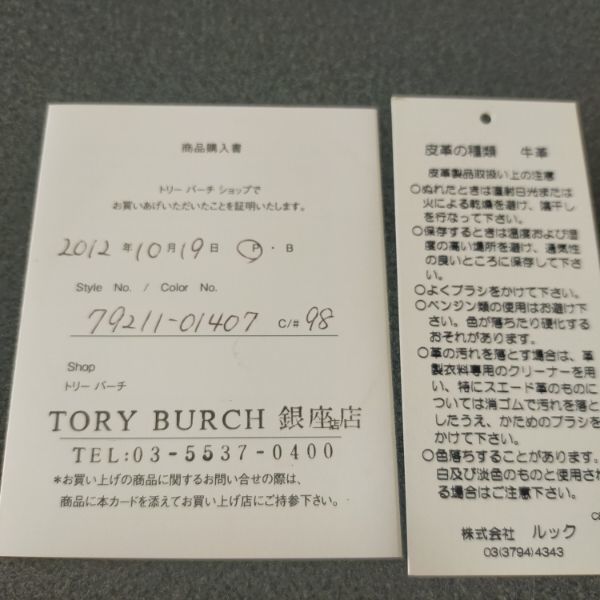 商品購入書
トリー バーチ ショップで
お買いあげいただいたことを証明いたします。
2012 年 10 月 19 日 P・B
Style No. / Color No.
79211-01407 C/# 98
Shop
トリー バーチ
TORY BURCH 銀座店
TEL:03-5537-0400
*お買い上げの商品に関するお問い合せの際は、
商品に本カードを添えてお買い上げ店にご持参下さい。
皮革の種類 牛革
皮革製品取扱い上の注意
○ぬれたときは直射日光または
火による乾燥を避け、陰干し
を行なって下さい。
○保存するときは温度および湿
度の高い場所を避け、通気性
の良いところに保存して下さ
い。
○よくブラシをかけて下さい。
○ベンジン類の使用はお避け下
さい。色が落ちたり硬化する
おそれがあります。
○革の汚れを落とす場合は、革
製衣料専用のクリーナーを用
い、特にスエード革のものに
ついては消ゴムで汚れを落と
したうえ、かためのブラシを
かけて下さい。
○色落ちすることがあります。
白及び淡色のものと使用され
る場合はご注意下さい。
株式会社 ルック
03(3794)4343